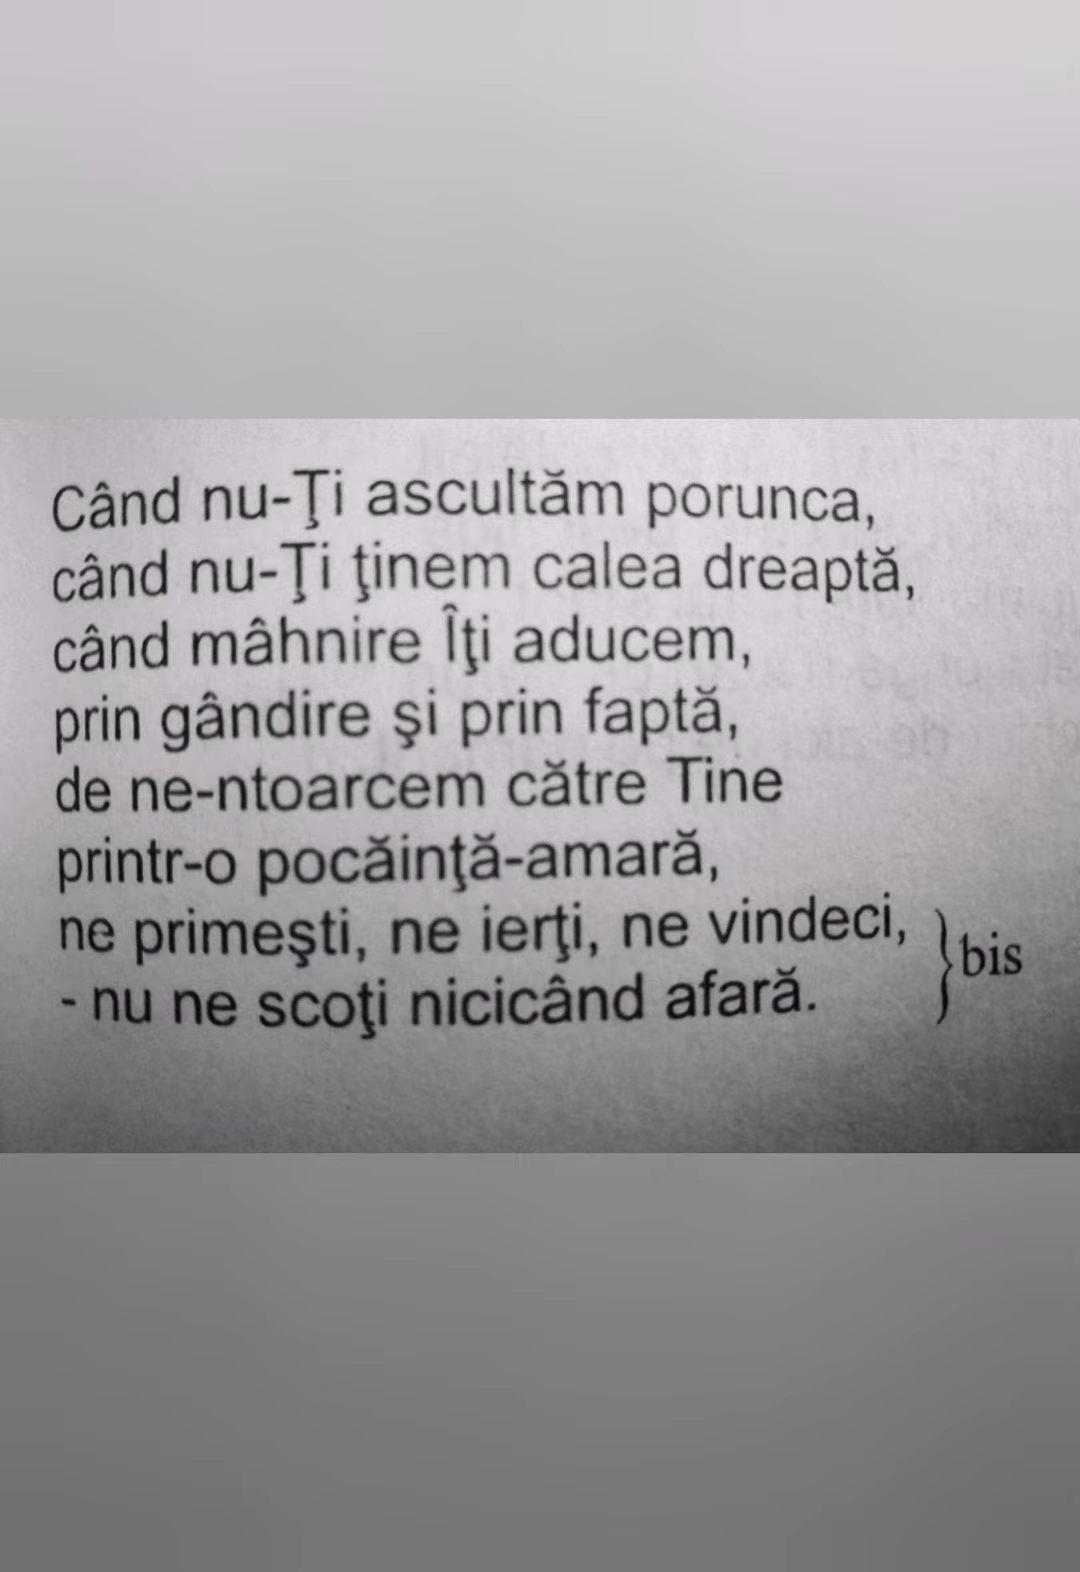 Când nu-Ţi ascultăm porunca,
când nu-Ţi ţinem calea dreaptă,
când mâhnire Îţi aducem,
prin gândire şi prin faptă,
de ne-ntoarcem către Tine
printr-o pocăinţă-amară,
ne primeşti, ne ierţi, ne vindeci,
- nu ne scoţi nicicând afară.
}bis